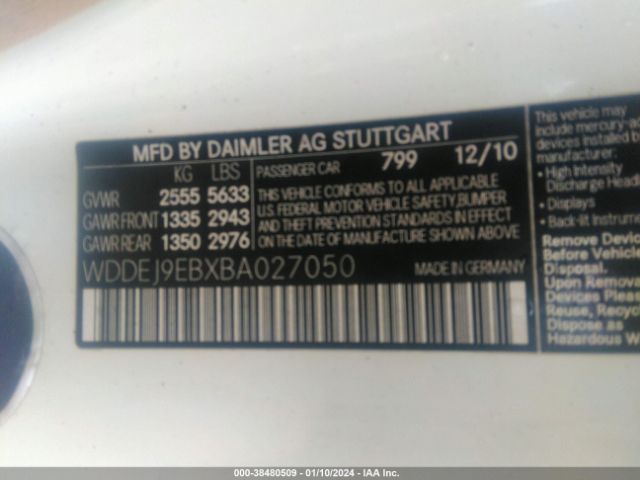 MFD BY DAIMLER AG STUTTGART
KG LBS
GVWR 2555 5633
GAWR FRONT 1335 2943
GAWR REAR 1350 2976
PASSENGER CAR 799 12/10
THIS VEHICLE CONFORMS TO ALL APPLICABLE
U.S. FEDERAL MOTOR VEHICLE SAFETY, BUMPER
AND THEFT PREVENTION STANDARDS IN EFFECT
ON THE DATE OF MANUFACTURE SHOWN ABOVE
WDDEJ9EBXBA027050 MADE IN GERMANY
This vehicle may
include mercury-ad
devices installed b
manufacturer:
• High Intensity
Discharge Headl
• Displays
• Back-lit Instrum
Remove Devic
Before Vehicle
Disposal.
Upon Removal
Devices Please
Reuse, Recyc
Dispose as
Hazardous W
000-38480509 - 01/10/2024 - IAA Inc.